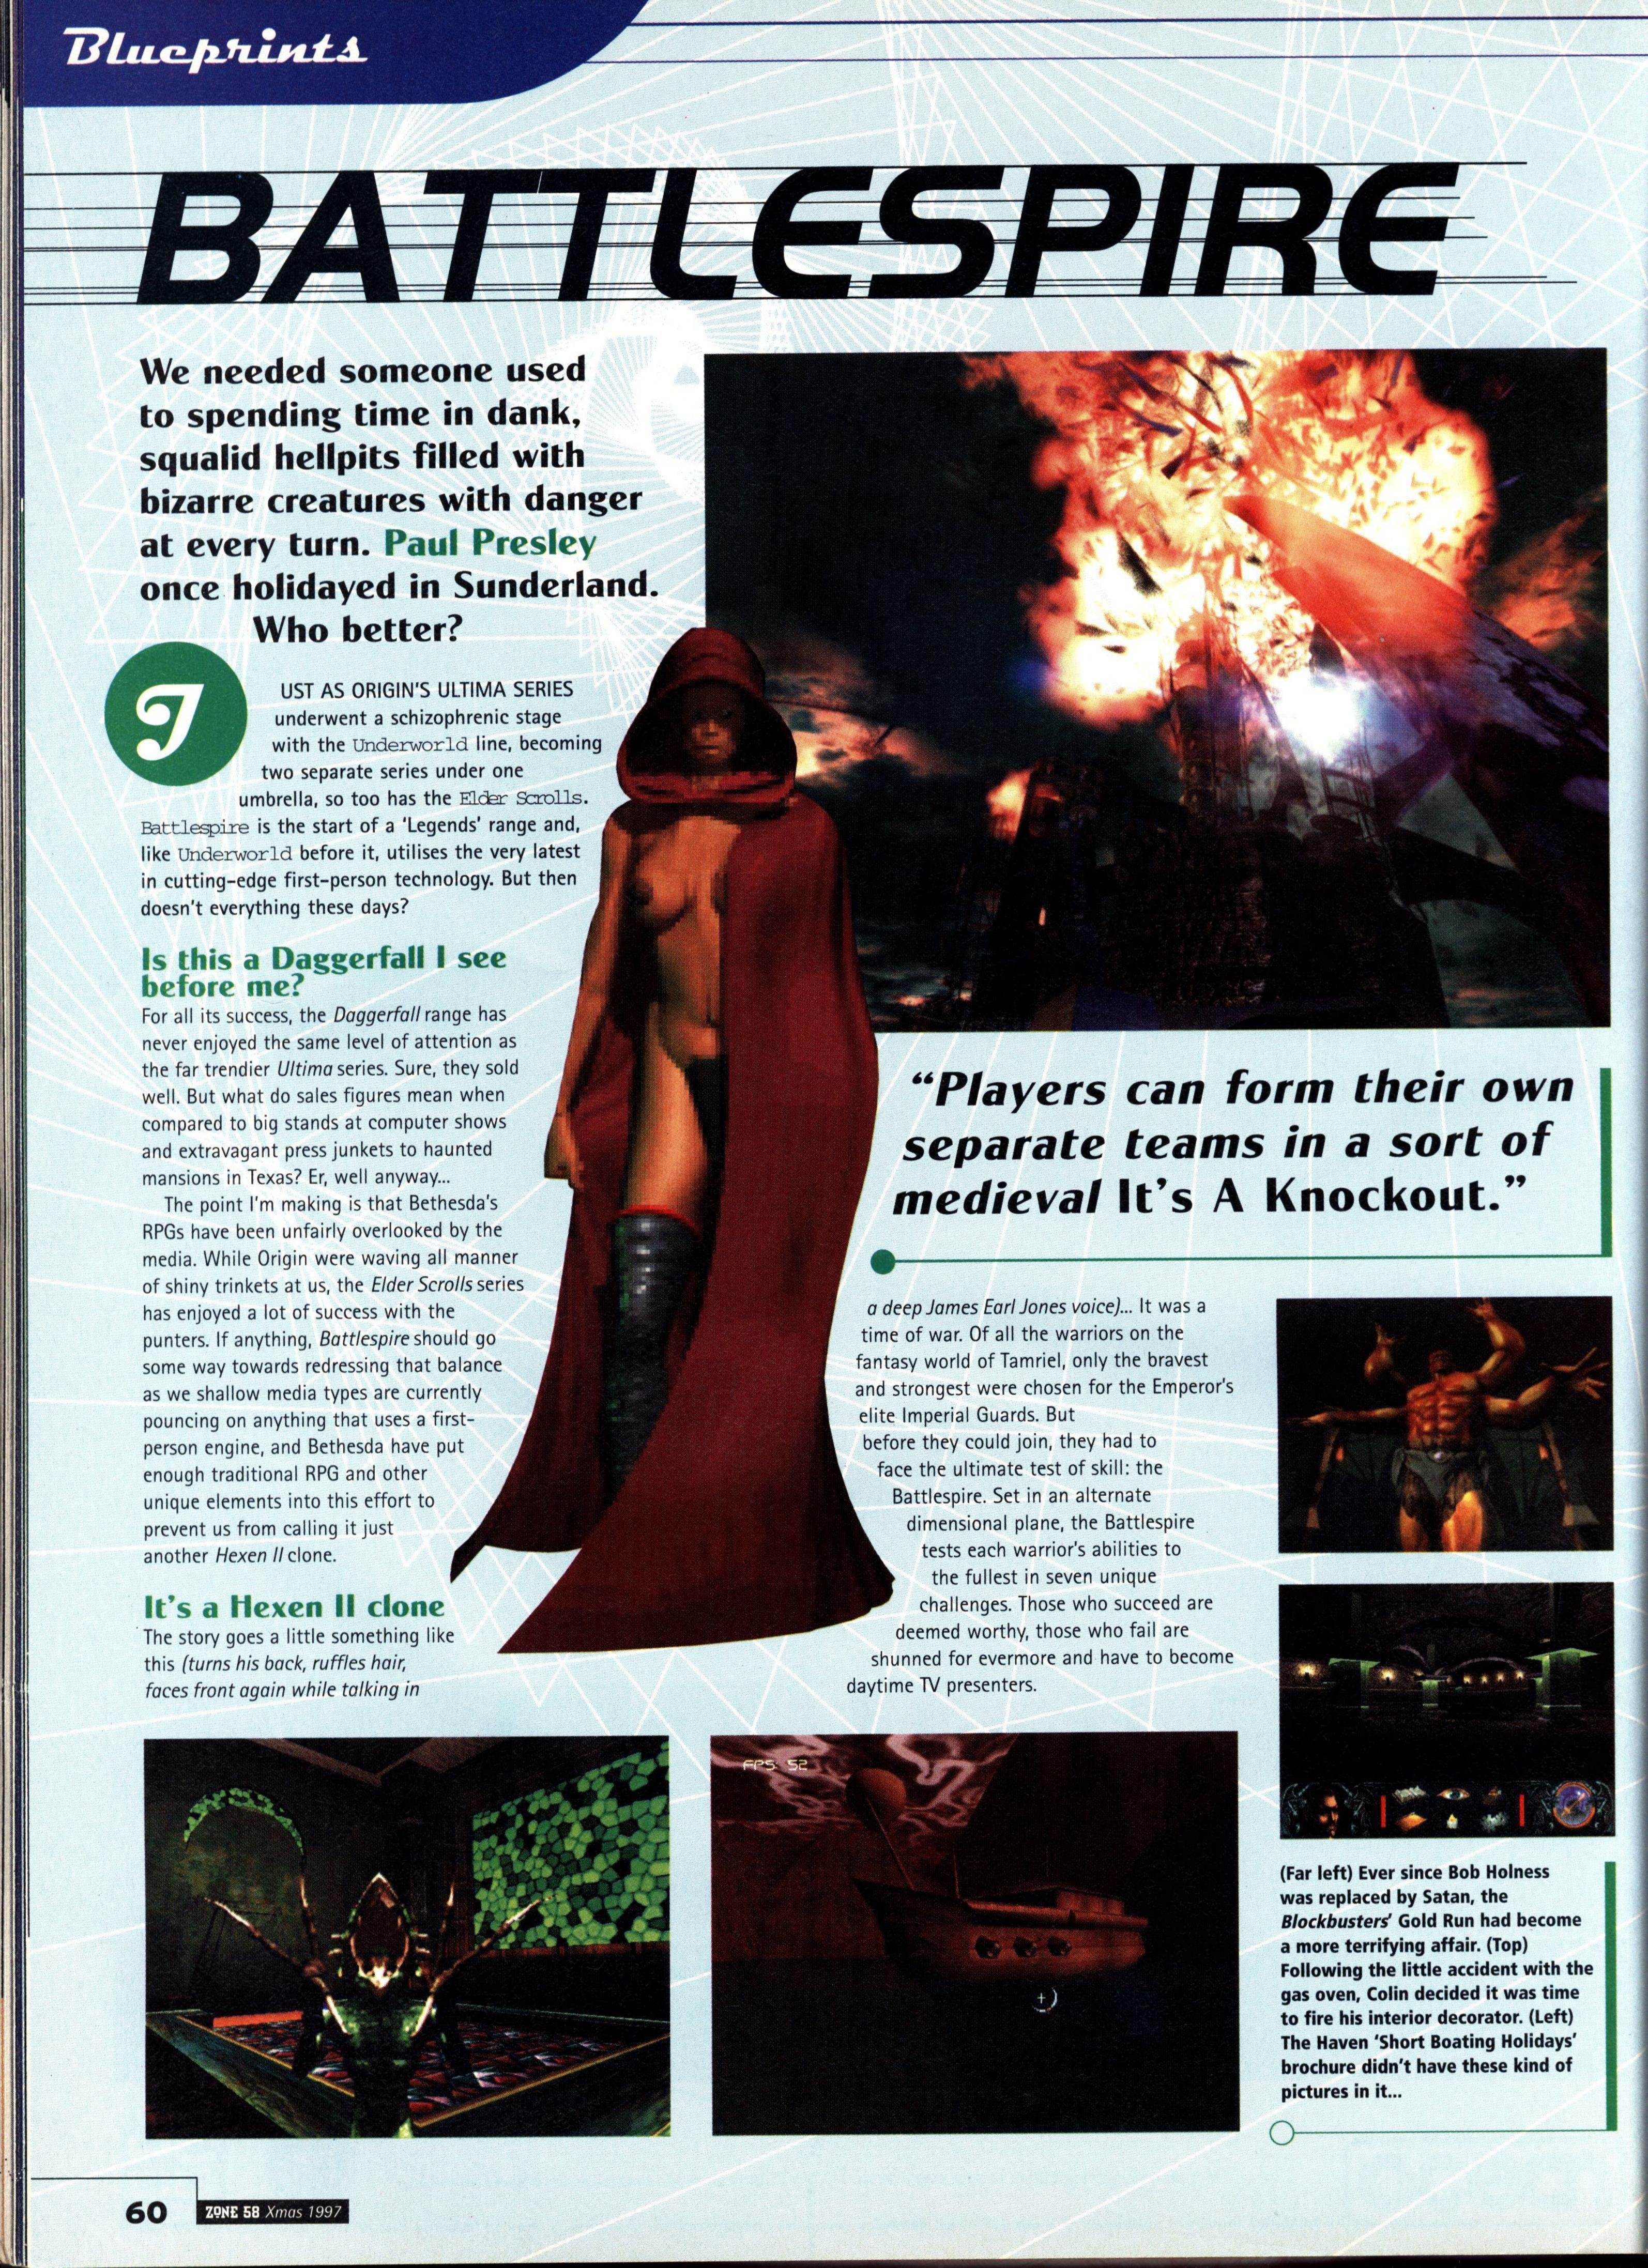 Blueprints
BATTLESPIRE
We needed someone used
to spending time in dank,
squalid hellpits filled with
bizarre creatures with danger
at every turn. Paul Presley
once holidayed in Sunderland.
Who better?
JUST AS ORIGIN'S ULTIMA SERIES
underwent a schizophrenic stage
with the Underworld line, becoming
two separate series under one
umbrella, so too has the Elder Scrolls.
Battlespire is the start of a 'Legends' range and,
like Underworld before it, utilises the very latest
in cutting-edge first-person technology. But then
doesn't everything these days?
Is this a Daggerfall I see
before me?
For all its success, the Daggerfall range has
never enjoyed the same level of attention as
the far trendier Ultima series. Sure, they sold
well. But what do sales figures mean when
compared to big stands at computer shows
and extravagant press junkets to haunted
mansions in Texas? Er, well anyway...
The point I'm making is that Bethesda's
RPGs have been unfairly overlooked by the
media. While Origin were waving all manner
of shiny trinkets at us, the Elder Scrolls series
has enjoyed a lot of success with the
punters. If anything, Battlespire should go
some way towards redressing that balance
as we shallow media types are currently
pouncing on anything that uses a first-
person engine, and Bethesda have put
enough traditional RPG and other
unique elements into this effort to
prevent us from calling it just
another Hexen II clone.
It's a Hexen II clone
The story goes a little something like
this (turns his back, ruffles hair,
faces front again while talking in
"Players can form their own
separate teams in a sort of
medieval It's A Knockout."
a deep James Earl Jones voice)... It was a
time of war. Of all the warriors on the
fantasy world of Tamriel, only the bravest
and strongest were chosen for the Emperor's
elite Imperial Guards. But
before they could join, they had to
face the ultimate test of skill: the
Battlespire. Set in an alternate
dimensional plane, the Battlespire
tests each warrior's abilities to
the fullest in seven unique
challenges. Those who succeed are
deemed worthy, those who fail are
shunned for evermore and have to become
daytime TV presenters.
FPS: 52
(Far left) Ever since Bob Holness
was replaced by Satan, the
Blockbusters' Gold Run had become
a more terrifying affair. (Top)
Following the little accident with the
gas oven, Colin decided it was time
to fire his interior decorator. (Left)
The Haven 'Short Boating Holidays'
brochure didn't have these kind of
pictures in it...
60
ZONE 58 Xmas 1997